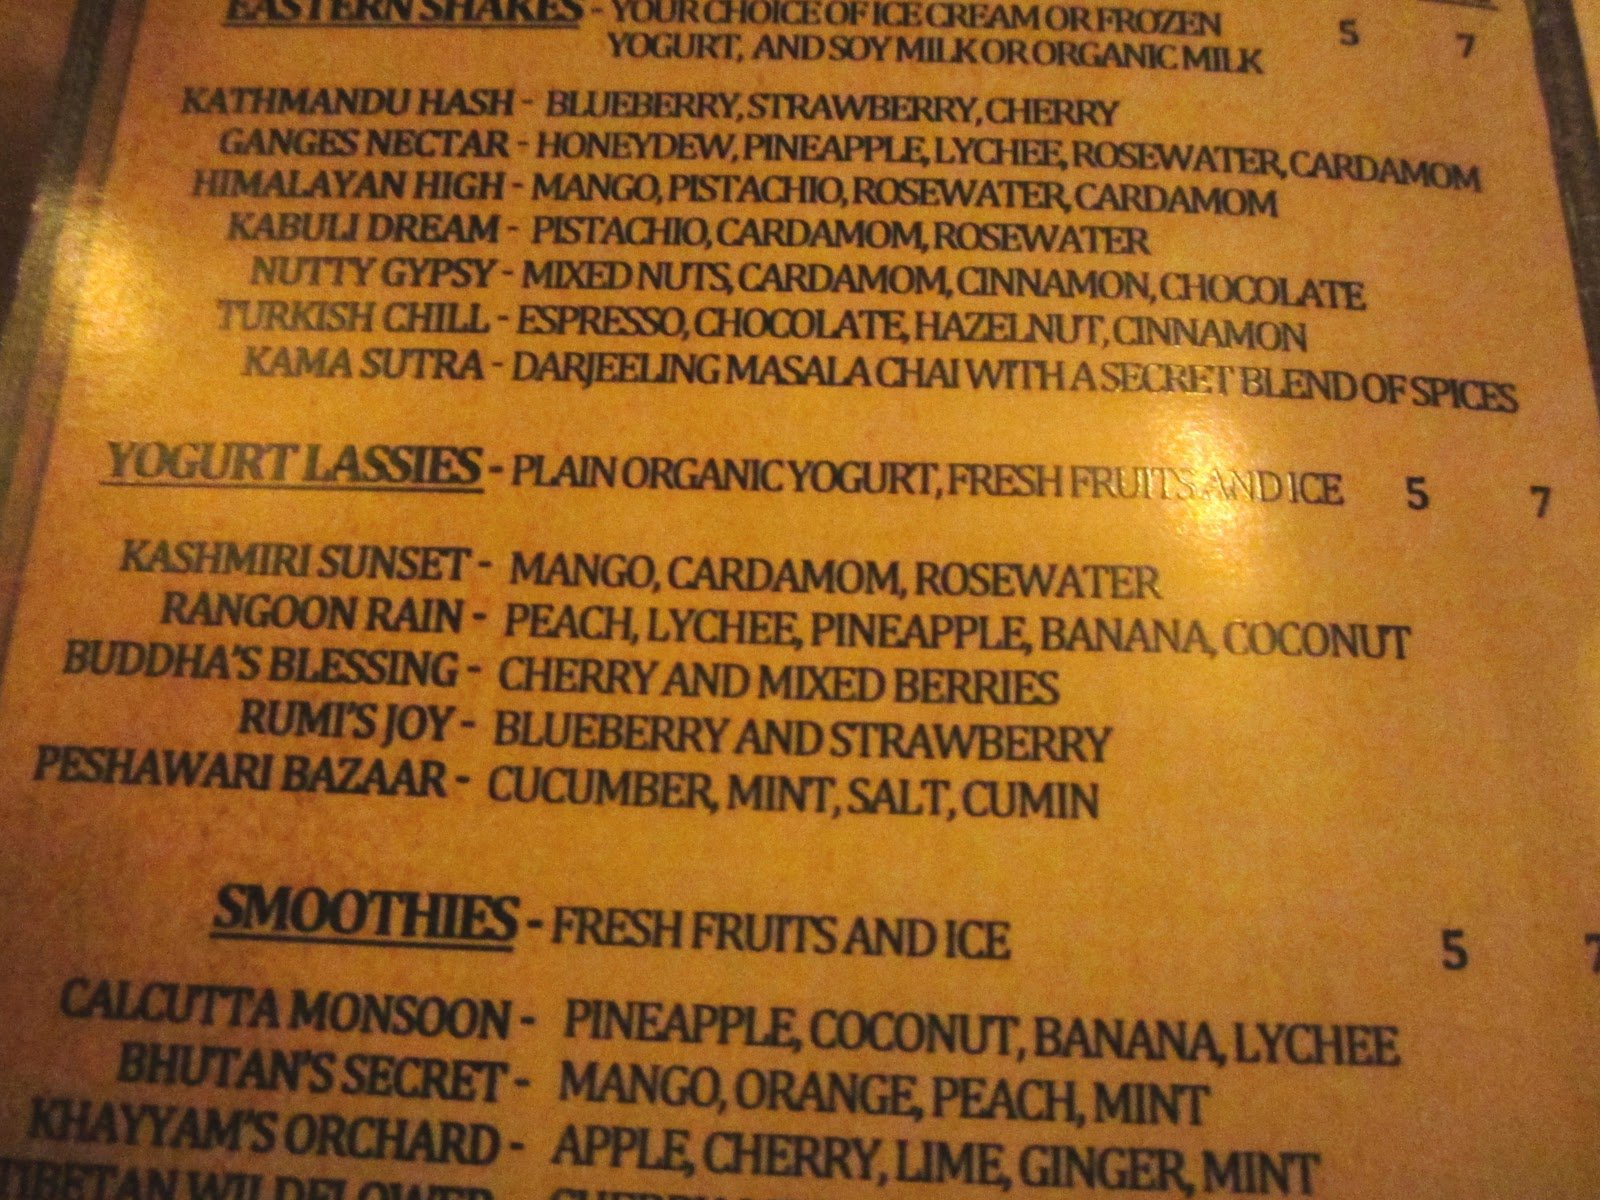 EASTERN SHAKES - YOUR CHOICE OF ICE CREAM OR FROZEN 5 7
YOGURT, AND SOY MILK OR ORGANIC MILK
KATHMANDU HASH - BLUEBERRY, STRAWBERRY, CHERRY
GANGES NECTAR - HONEYDEW, PINEAPPLE, LYCHEE, ROSEWATER, CARDAMOM
HIMALAYAN HIGH - MANGO, PISTACHIO, ROSEWATER, CARDAMOM
KABULI DREAM - PISTACHIO, CARDAMOM, ROSEWATER
NUTTY GYPSY - MIXED NUTS, CARDAMOM, CINNAMON, CHOCOLATE
TURKISH CHILL - ESPRESSO, CHOCOLATE, HAZELNUT, CINNAMON
KAMA SUTRA - DARJEELING MASALA CHAI WITH A SECRET BLEND OF SPICES
YOGURT LASSIES - PLAIN ORGANIC YOGURT, FRESH FRUITS AND ICE 5 7
KASHMIRI SUNSET - MANGO, CARDAMOM, ROSEWATER
RANGOON RAIN - PEACH, LYCHEE, PINEAPPLE, BANANA, COCONUT
BUDDHA'S BLESSING - CHERRY AND MIXED BERRIES
RUMI'S JOY - BLUEBERRY AND STRAWBERRY
PESHAWARI BAZAAR - CUCUMBER, MINT, SALT, CUMIN
SMOOTHIES - FRESH FRUITS AND ICE 5 7
CALCUTTA MONSOON - PINEAPPLE, COCONUT, BANANA, LYCHEE
BHUTAN'S SECRET - MANGO, ORANGE, PEACH, MINT
KHAYYAM'S ORCHARD - APPLE, CHERRY, LIME, GINGER, MINT
TIBETAN WILDFLOWER